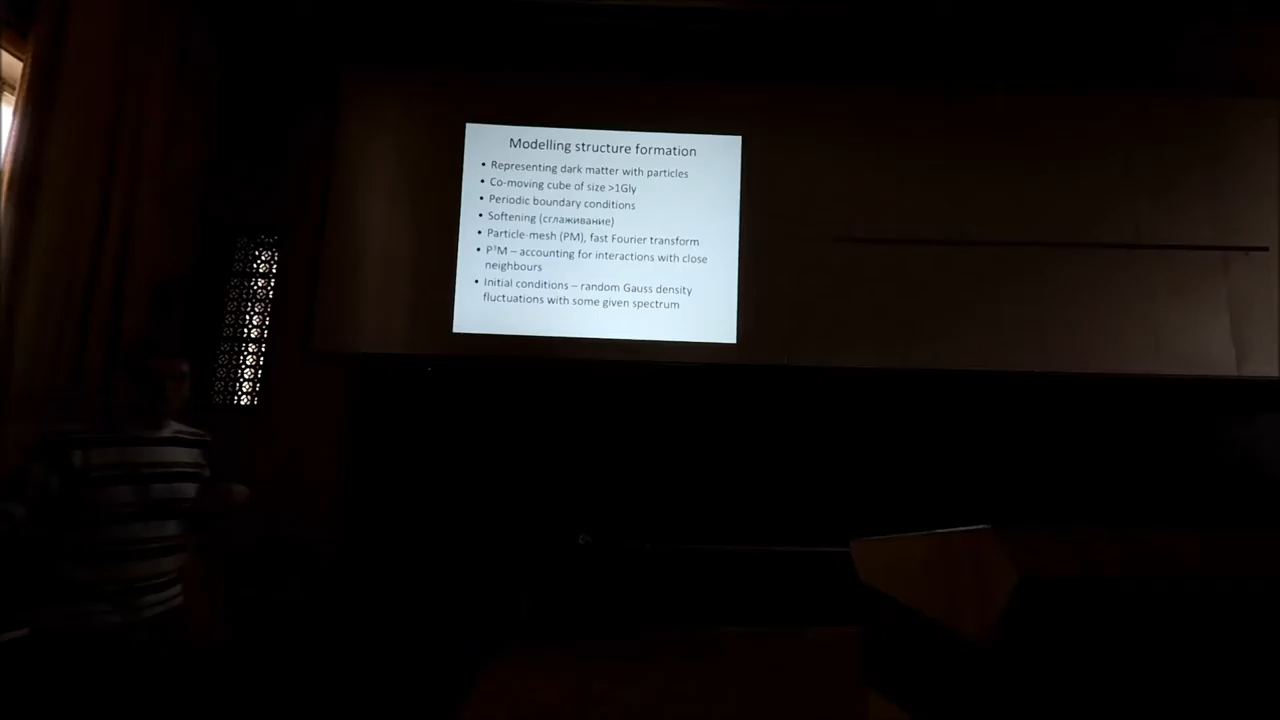 Modelling structure formation
• Representing dark matter with particles
• Co-moving cube of size >1Gly
• Periodic boundary conditions
• Softening (сглаживание)
• Particle-mesh (PM), fast Fourier transform
• P³M – accounting for interactions with close
neighbours
• Initial conditions – random Gauss density
fluctuations with some given spectrum